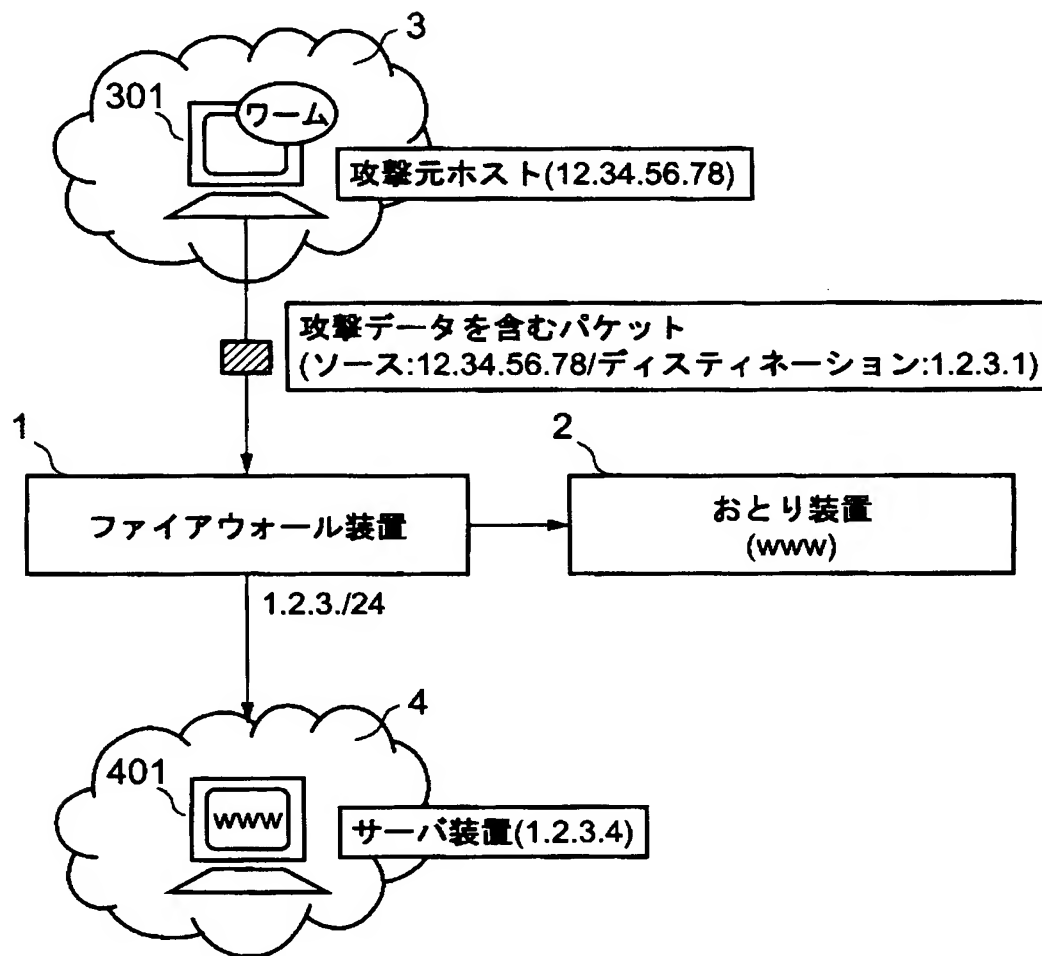 3
301
ワーム
攻撃元ホスト(12.34.56.78)
攻撃データを含むパケット
(ソース:12.34.56.78/ディスティネーション:1.2.3.1)
1
2
ファイアウォール装置
おとり装置
(www)
1.2.3./24
4
401
www
サーバ装置(1.2.3.4)